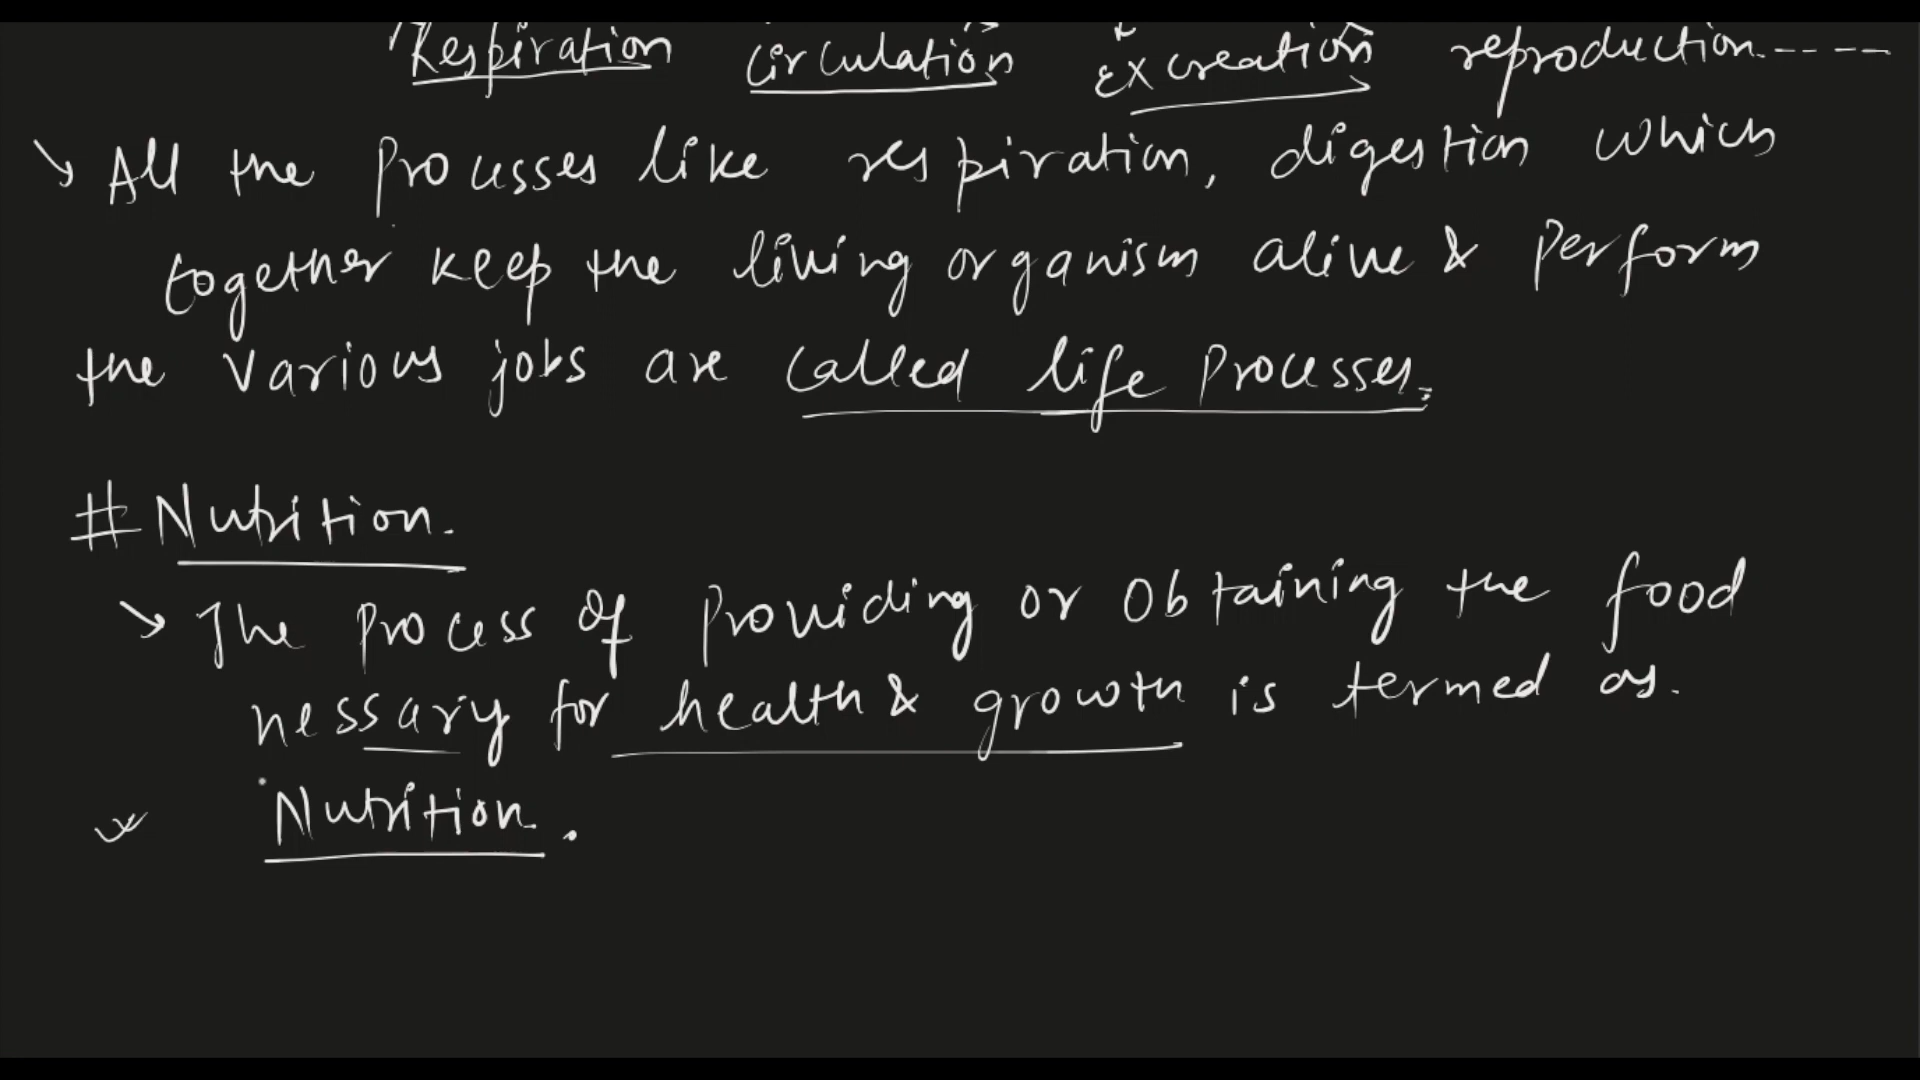 Respiration circulation excreation reproduction-----
All the processes like respiration, digestion which
together keep the living organism alive & perform
the various jobs are called life processes.
# Nutrition.
The process of providing or obtaining the food
nessary for health & growth is termed as.
Nutrition.